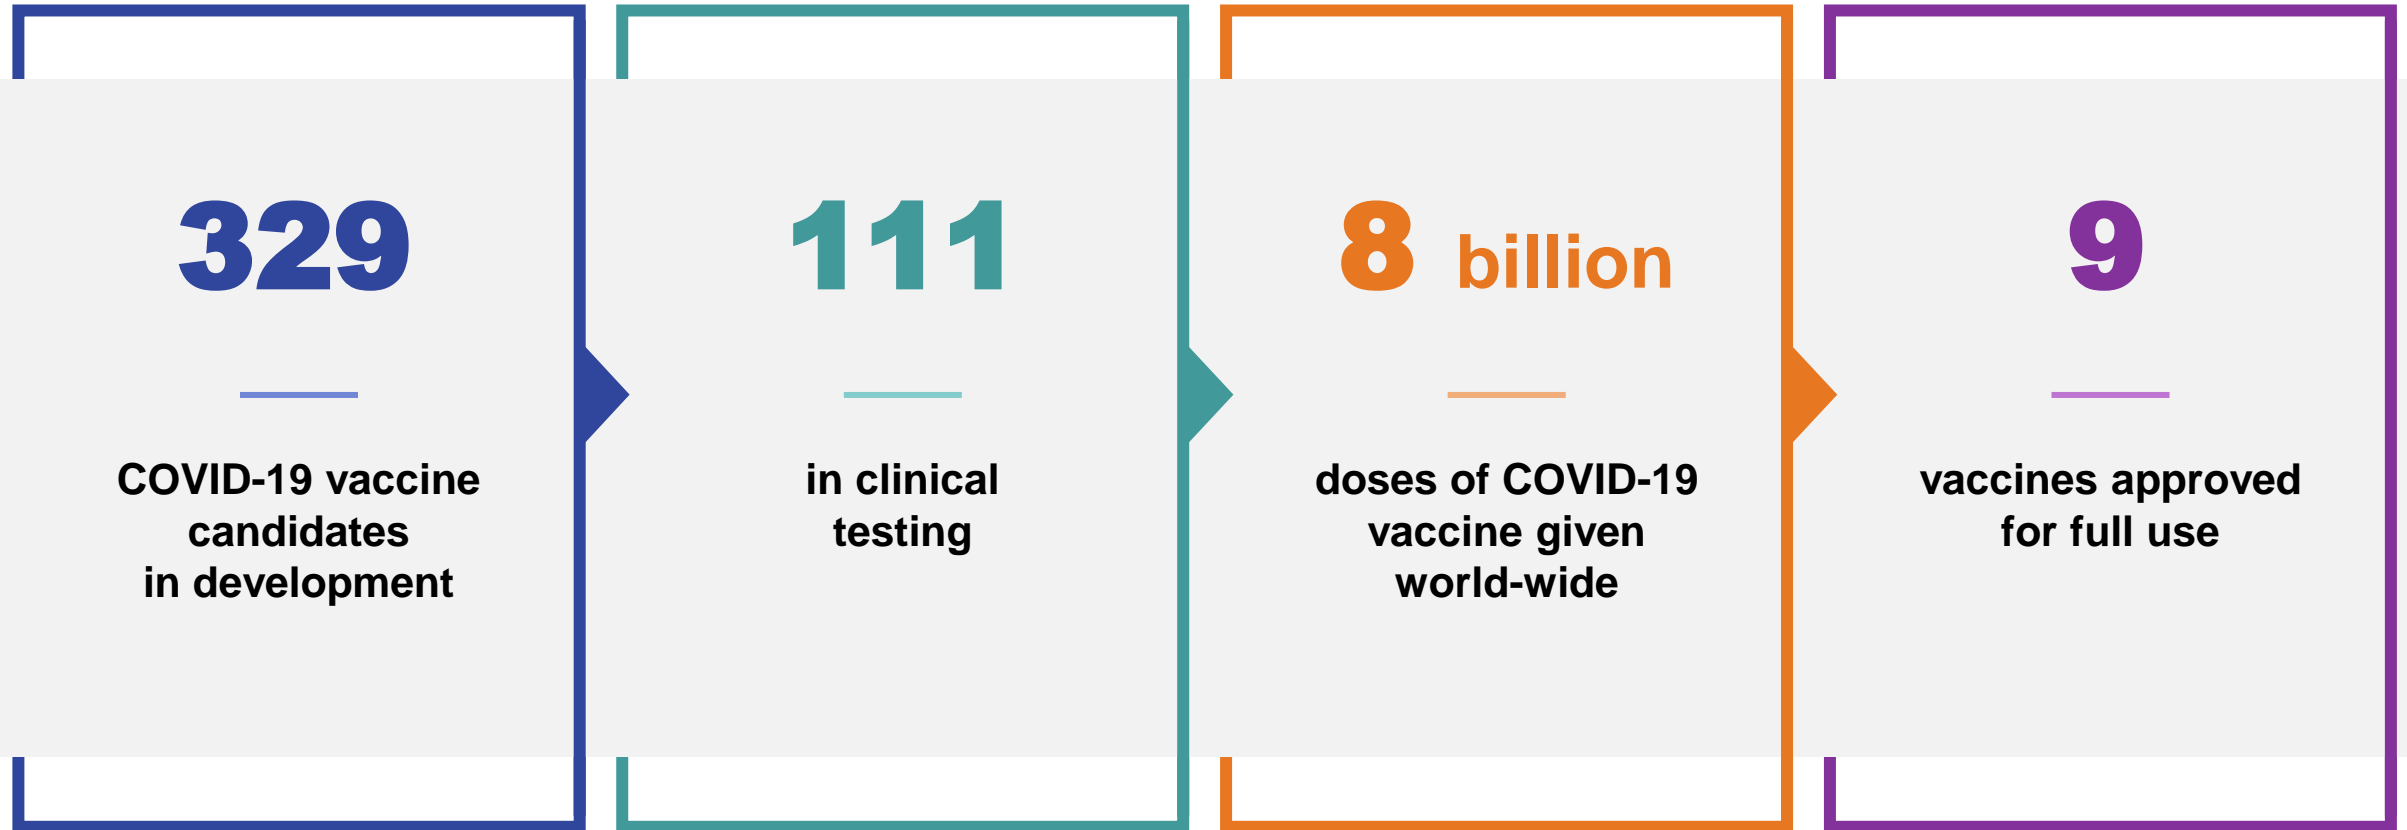 329
COVID-19 vaccine
candidates
in development
111
in clinical
testing
8 billion
doses of COVID-19
vaccine given
world-wide
9
vaccines approved
for full use